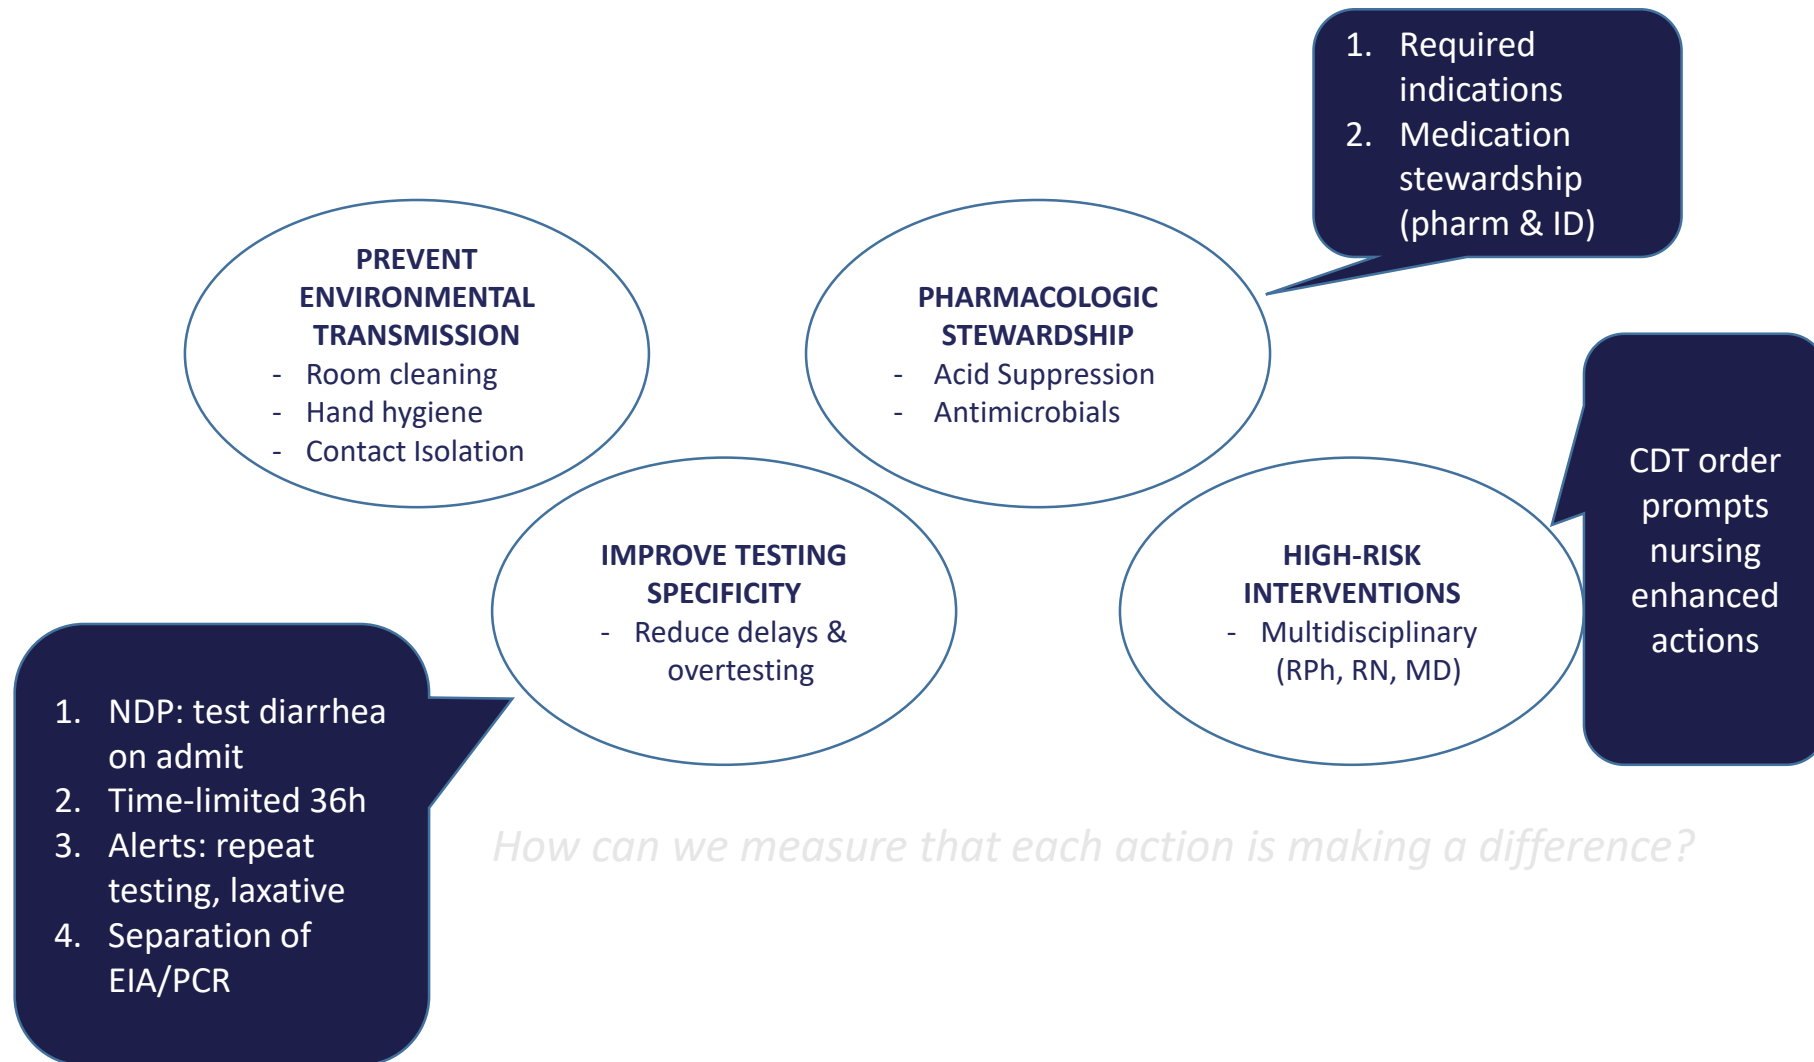 1. Required
indications
2. Medication
stewardship
(pharm & ID)
PREVENT
ENVIRONMENTAL
TRANSMISSION
- Room cleaning
- Hand hygiene
- Contact Isolation
PHARMACOLOGIC
STEWARDSHIP
- Acid Suppression
- Antimicrobials
CDT order
prompts
nursing
enhanced
actions
IMPROVE TESTING
SPECIFICITY
- Reduce delays &
overtesting
HIGH-RISK
INTERVENTIONS
- Multidisciplinary
(RPh, RN, MD)
1. NDP: test diarrhea
on admit
2. Time-limited 36h
3. Alerts: repeat
testing, laxative
4. Separation of
EIA/PCR
How can we measure that each action is making a difference?